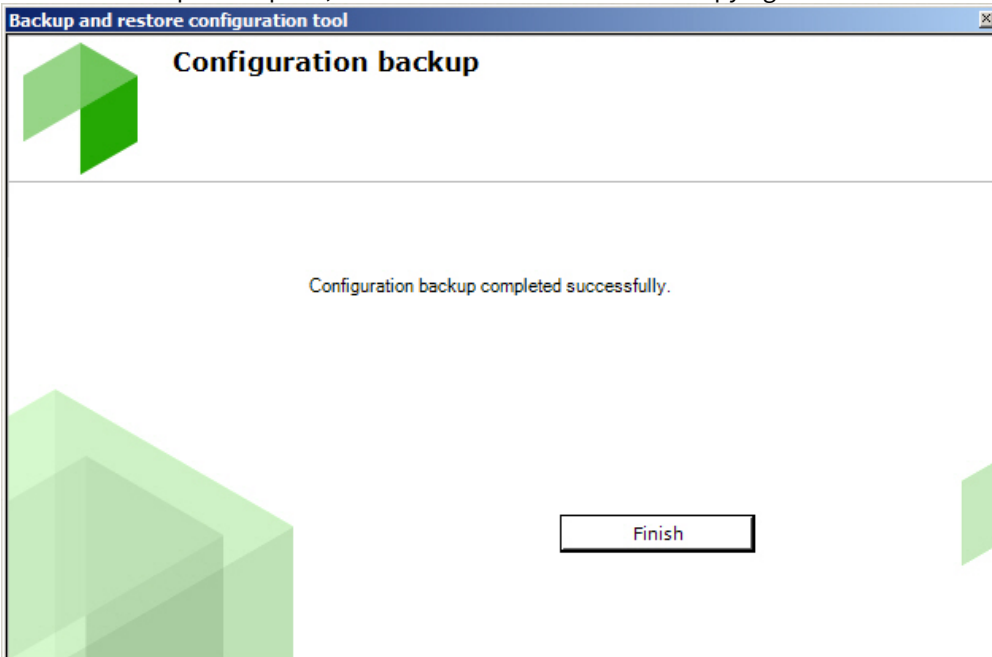 Backup and restore configuration tool
Configuration backup
Configuration backup completed successfully.
Finish